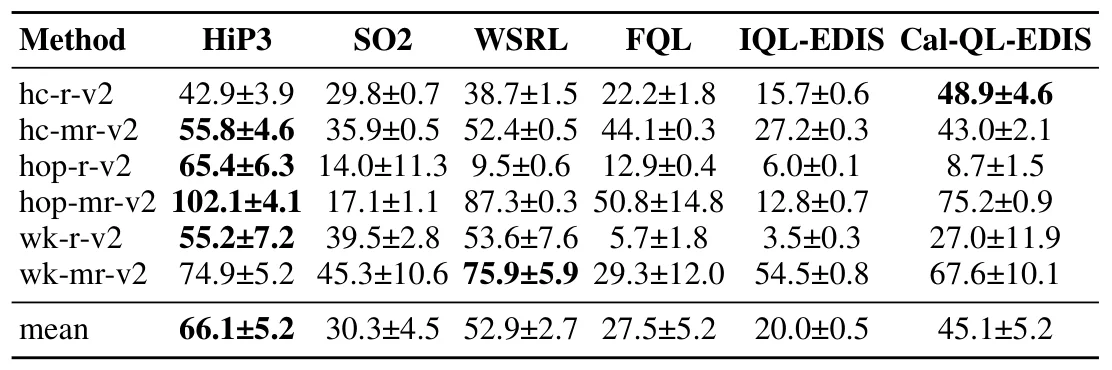 Method HiP3 SO2 WSRL FQL IQL-EDIS Cal-QL-EDIS
hc-r-v2 42.9±3.9 29.8±0.7 38.7±1.5 22.2±1.8 15.7±0.6 48.9±4.6
hc-mr-v2 55.8±4.6 35.9±0.5 52.4±0.5 44.1±0.3 27.2±0.3 43.0±2.1
hop-r-v2 65.4±6.3 14.0±11.3 9.5±0.6 12.9±0.4 6.0±0.1 8.7±1.5
hop-mr-v2 102.1±4.1 17.1±1.1 87.3±0.3 50.8±14.8 12.8±0.7 75.2±0.9
wk-r-v2 55.2±7.2 39.5±2.8 53.6±7.6 5.7±1.8 3.5±0.3 27.0±11.9
wk-mr-v2 74.9±5.2 45.3±10.6 75.9±5.9 29.3±12.0 54.5±0.8 67.6±10.1
mean 66.1±5.2 30.3±4.5 52.9±2.7 27.5±5.2 20.0±0.5 45.1±5.2